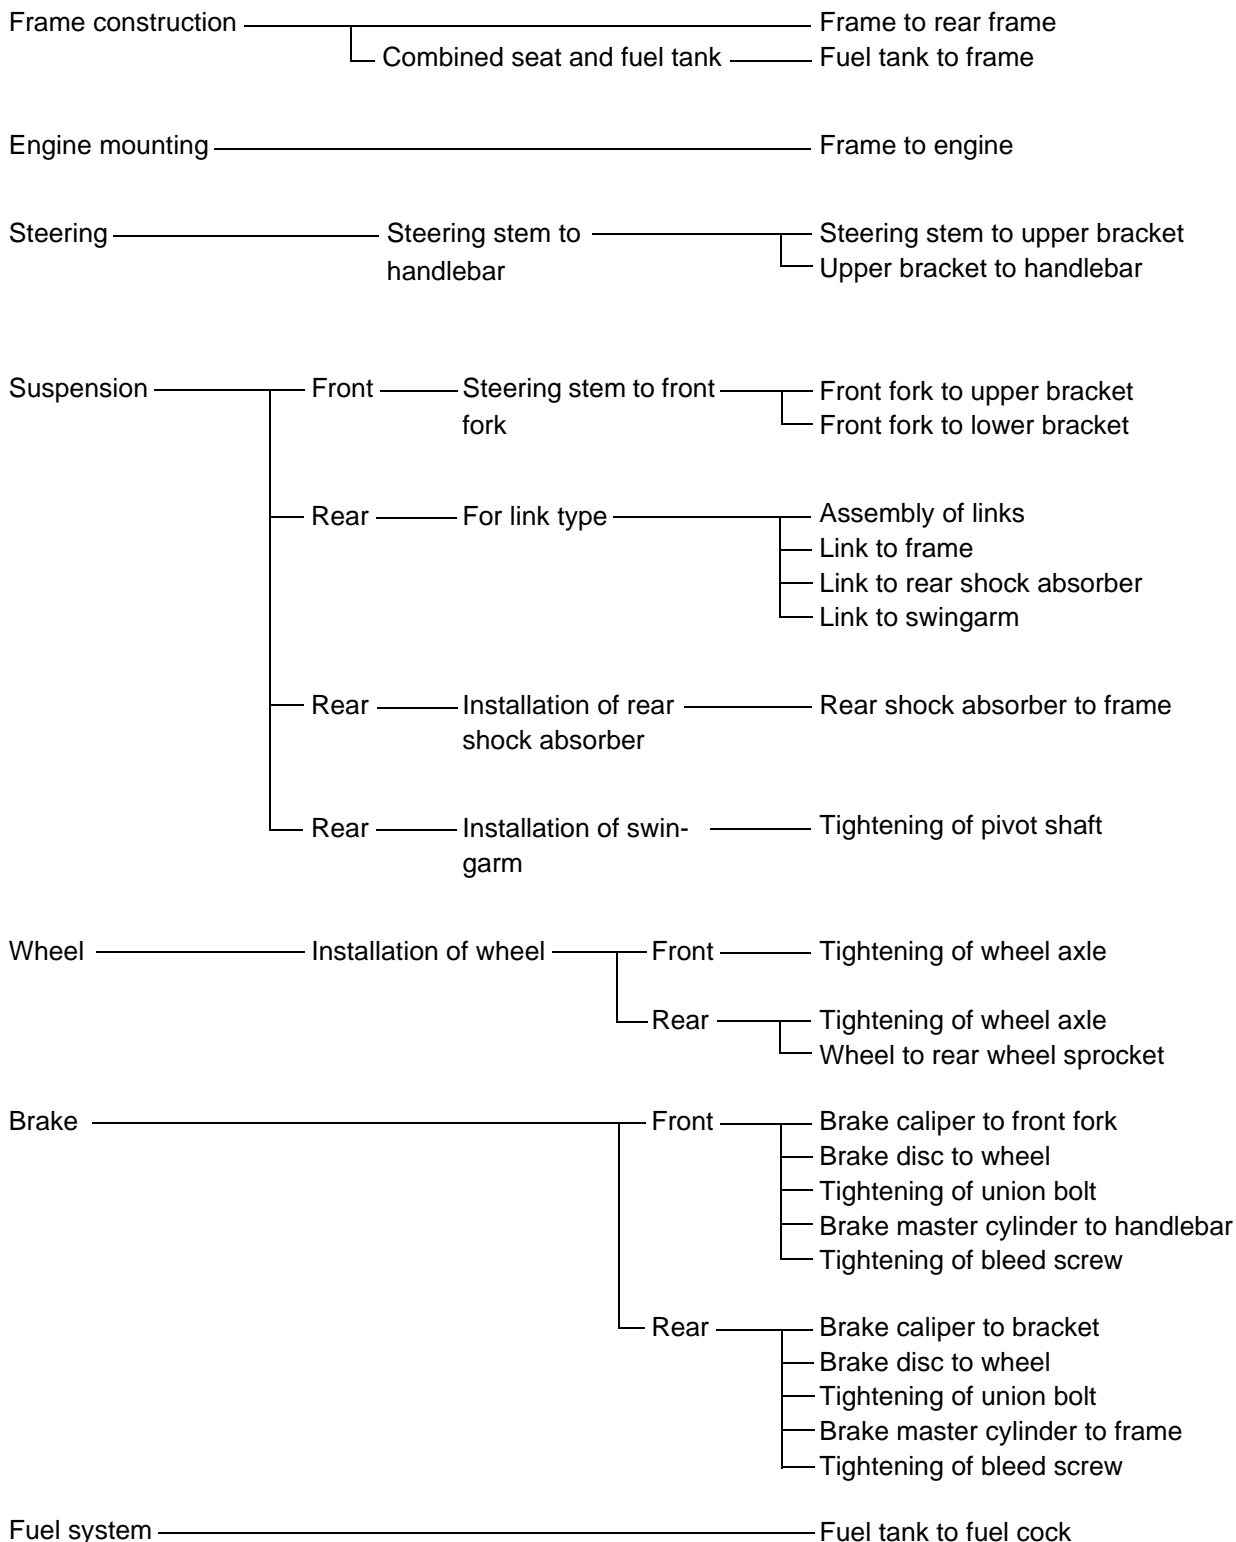 Frame construction Frame to rear frame
Combined seat and fuel tank Fuel tank to frame
Engine mounting Frame to engine
Steering Steering stem to Steering stem to upper bracket
handlebar Upper bracket to handlebar
Suspension Front Steering stem to front Front fork to upper bracket
fork Front fork to lower bracket
Rear For link type Assembly of links
Link to frame
Link to rear shock absorber
Link to swingarm
Rear Installation of rear Rear shock absorber to frame
shock absorber
Rear Installation of swin- Tightening of pivot shaft
garm
Wheel Installation of wheel Front Tightening of wheel axle
Rear Tightening of wheel axle
Wheel to rear wheel sprocket
Brake Front Brake caliper to front fork
Brake disc to wheel
Tightening of union bolt
Brake master cylinder to handlebar
Tightening of bleed screw
Rear Brake caliper to bracket
Brake disc to wheel
Tightening of union bolt
Brake master cylinder to frame
Tightening of bleed screw
Fuel system Fuel tank to fuel cock